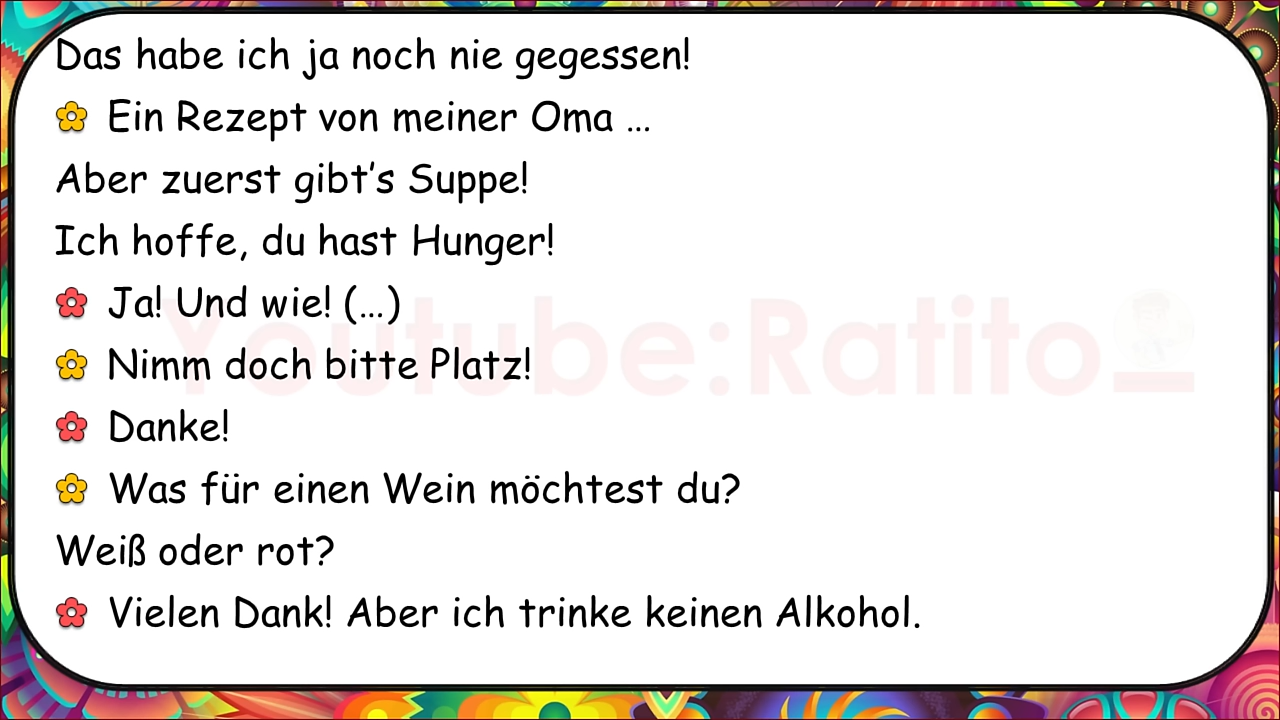 Das habe ich ja noch nie gegessen!
Ein Rezept von meiner Oma …
Aber zuerst gibt’s Suppe!
Ich hoffe, du hast Hunger!
Ja! Und wie! (…)
Nimm doch bitte Platz!
Danke!
Was für einen Wein möchtest du?
Weiß oder rot?
Vielen Dank! Aber ich trinke keinen Alkohol.
Youtube:Ratito